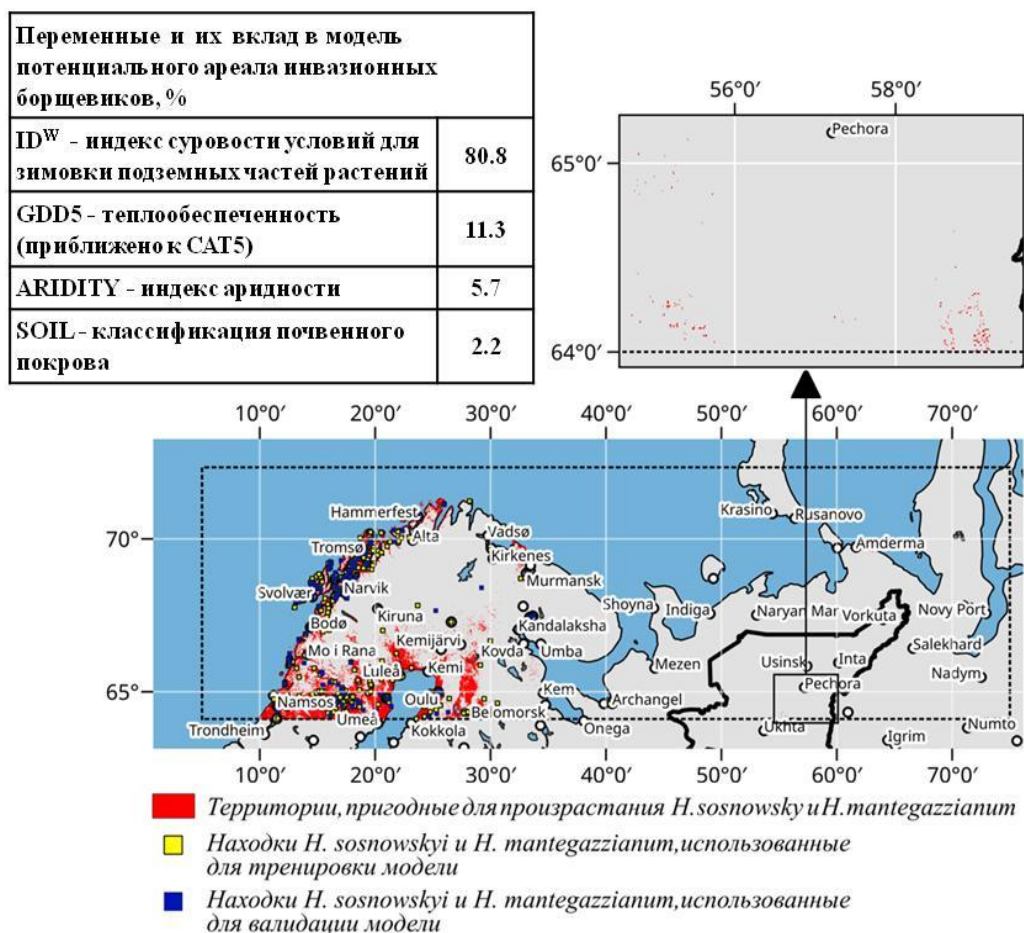 Переменные и их вклад в модель
потенциального ареала инвазионных
борщевиков, %
ID^W - индекс суровости условий для
зимовки подземных частей растений
80.8
GDD5 - теплообеспеченность
(приближено к САТ5)
11.3
ARIDITY - индекс аридности
5.7
SOIL - классификация почвенного
покрова
2.2
56°0′ 58°0′
Pechora
65°0′
64°0′
10°0′ 20°0′ 30°0′ 40°0′ 50°0′ 60°0′ 70°0′
Hammerfest
Krasino
Rusanovo
70°
Alta
Vadsø
Tromsø
Kirkenes
Amderma
Murmansk
Svolvær
Narvik
Shoyna
Indiga
Naryan Mar
Vorkuta
Novy Port
Bodø
Kiruna
Kandalaksha
Mo i Rana
Kemijärvi
Kovda
Umba
Salekhard
Mezen
Usinsk
Inta
Luleå
Kemi
Nadym
65°
Pechora
Namsos
Oulu
Kem
Archangel
Umeå
Belomorsk
Trondheim
Kokkola
Onega
Ukhta
Igrim
Numto
10°0′ 20°0′ 30°0′ 40°0′ 50°0′ 60°0′ 70°0′
Территории, пригодные для произрастания H.sosnowsky и H.mantegazzianum
Находки H. sosnowskyi и H. mantegazzianum, использованные
для тренировки модели
Находки H. sosnowskyi и H. mantegazzianum, использованные
для валидации модели